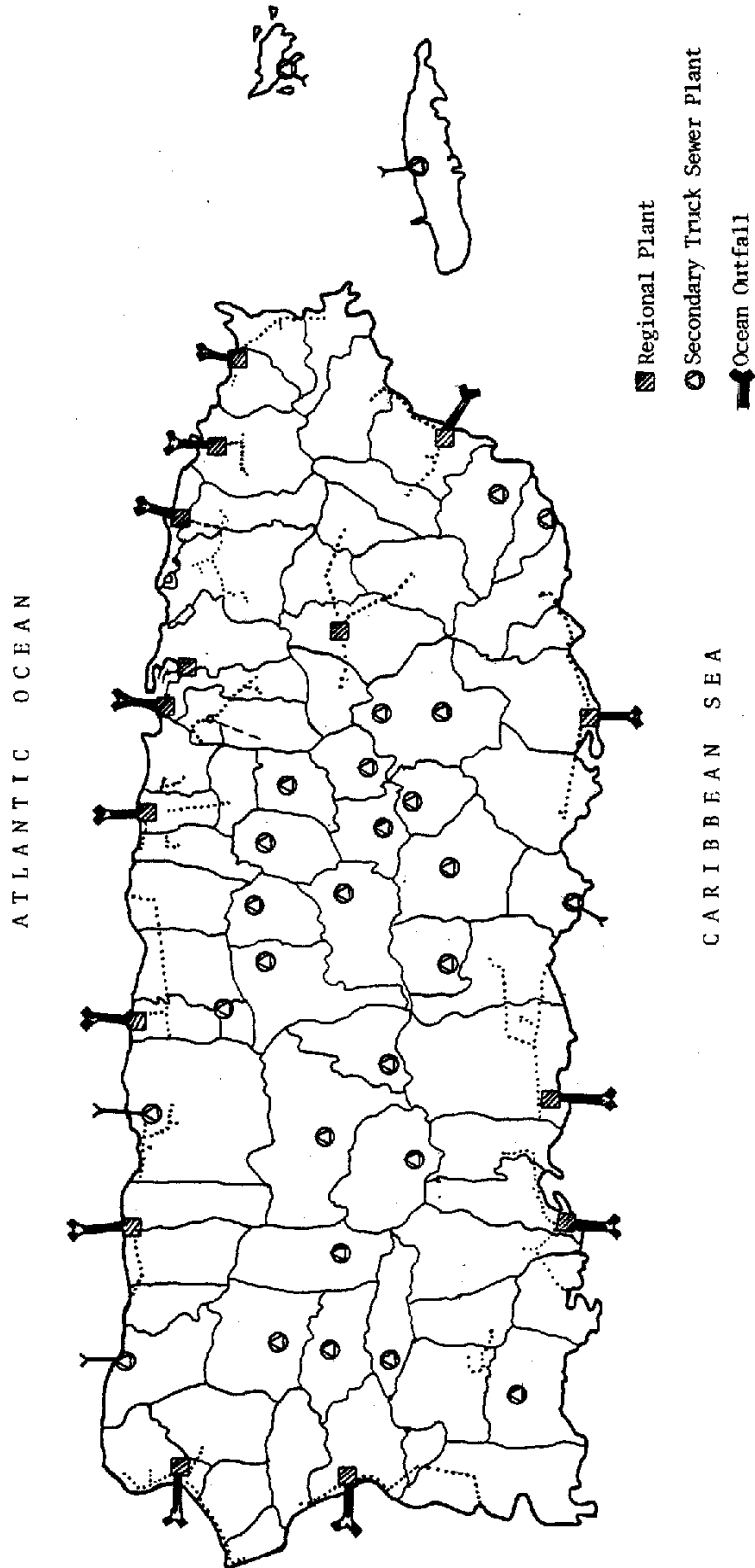 ATLANTIC OCEAN
CARIBBEAN SEA
Regional Plant
Secondary Truck Sewer Plant
Ocean Outfall